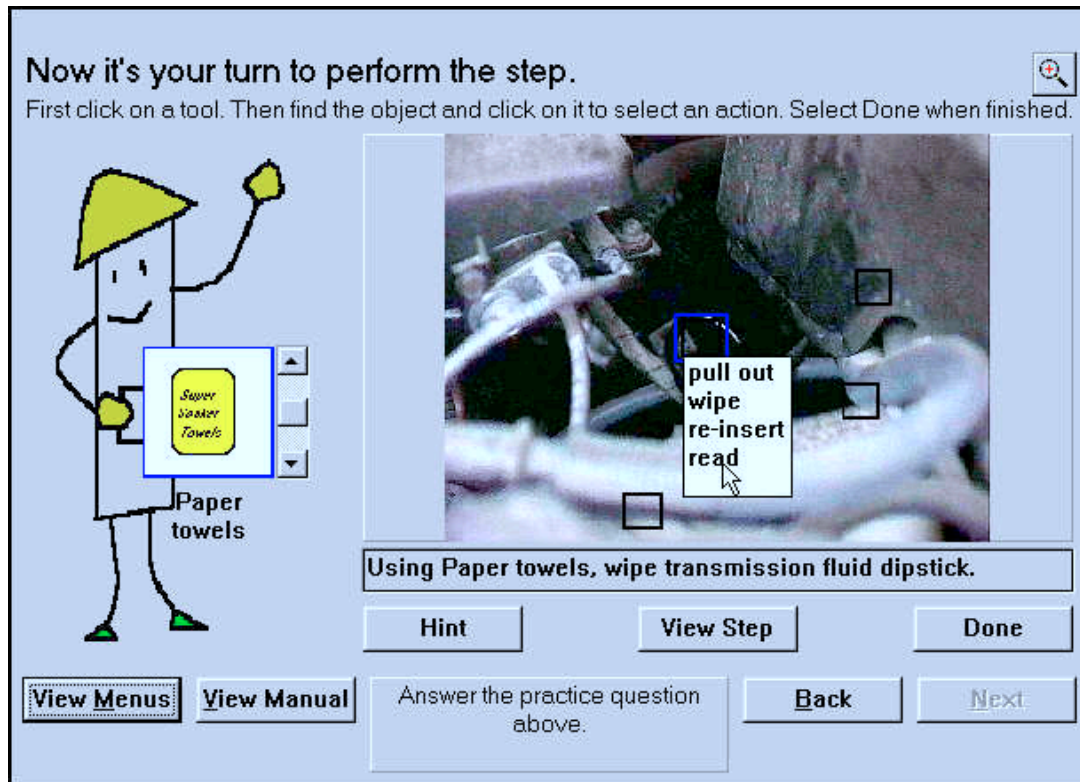 Now it's your turn to perform the step.
First click on a tool. Then find the object and click on it to select an action. Select Done when finished.
Super
Soaker
Towels
Paper
towels
pull out
wipe
re-insert
read
Using Paper towels, wipe transmission fluid dipstick.
Hint
View Step
Done
View Menus
View Manual
Answer the practice question
above.
Back
Next